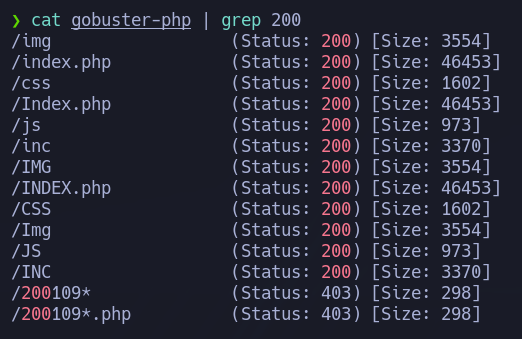 ❯ cat gobuster-php | grep 200
/img (Status: 200) [Size: 3554]
/index.php (Status: 200) [Size: 46453]
/css (Status: 200) [Size: 1602]
/Index.php (Status: 200) [Size: 46453]
/js (Status: 200) [Size: 973]
/inc (Status: 200) [Size: 3370]
/IMG (Status: 200) [Size: 3554]
/INDEX.php (Status: 200) [Size: 46453]
/CSS (Status: 200) [Size: 1602]
/Img (Status: 200) [Size: 3554]
/JS (Status: 200) [Size: 973]
/INC (Status: 200) [Size: 3370]
/200109* (Status: 403) [Size: 298]
/200109*.php (Status: 403) [Size: 298]